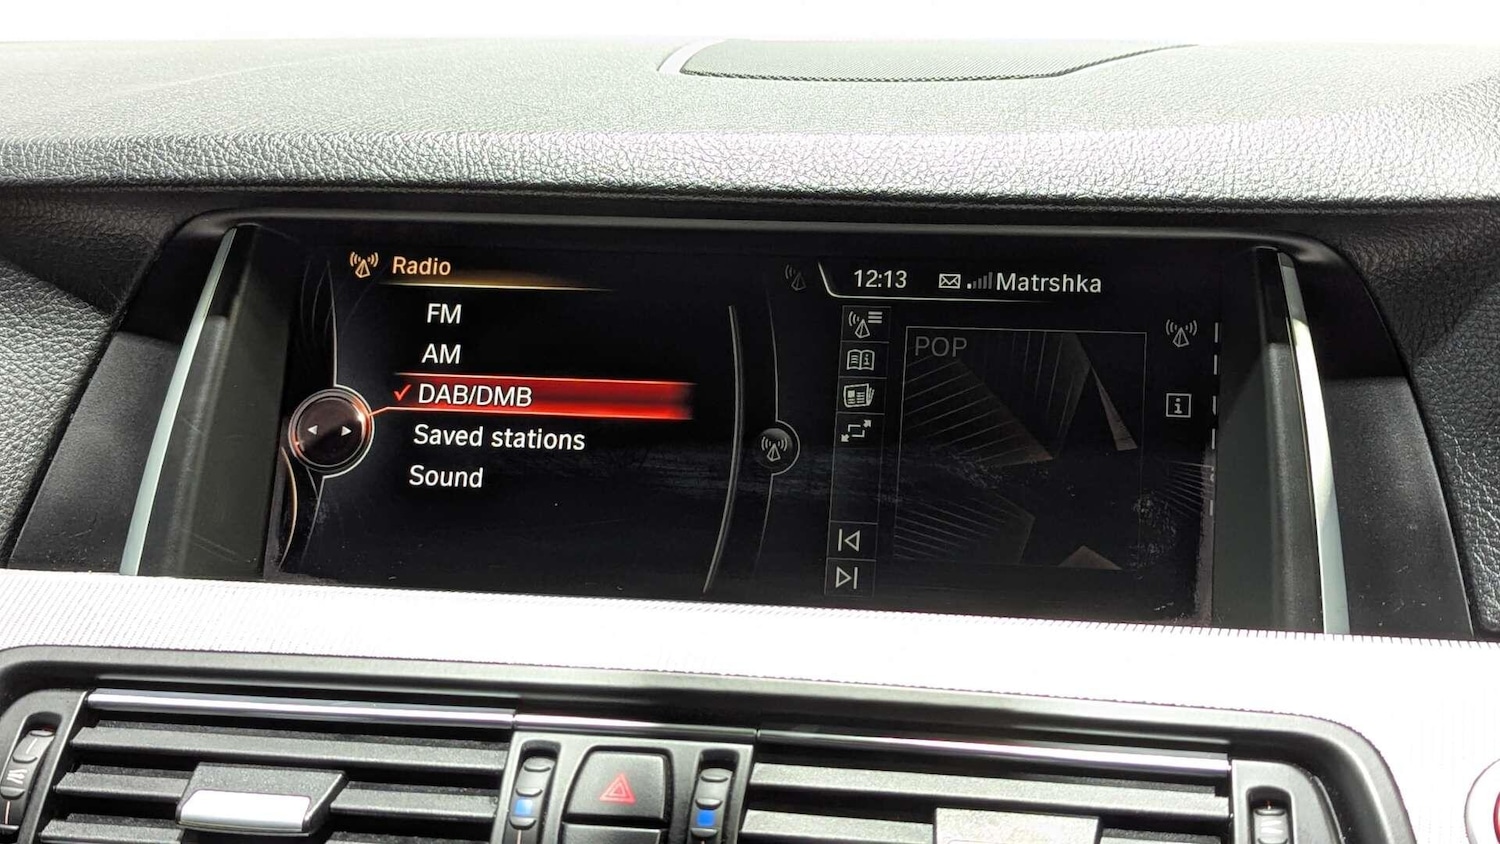 Radio
FM
AM
DAB/DMB
Saved stations
Sound
12:13 Matrshka
POP